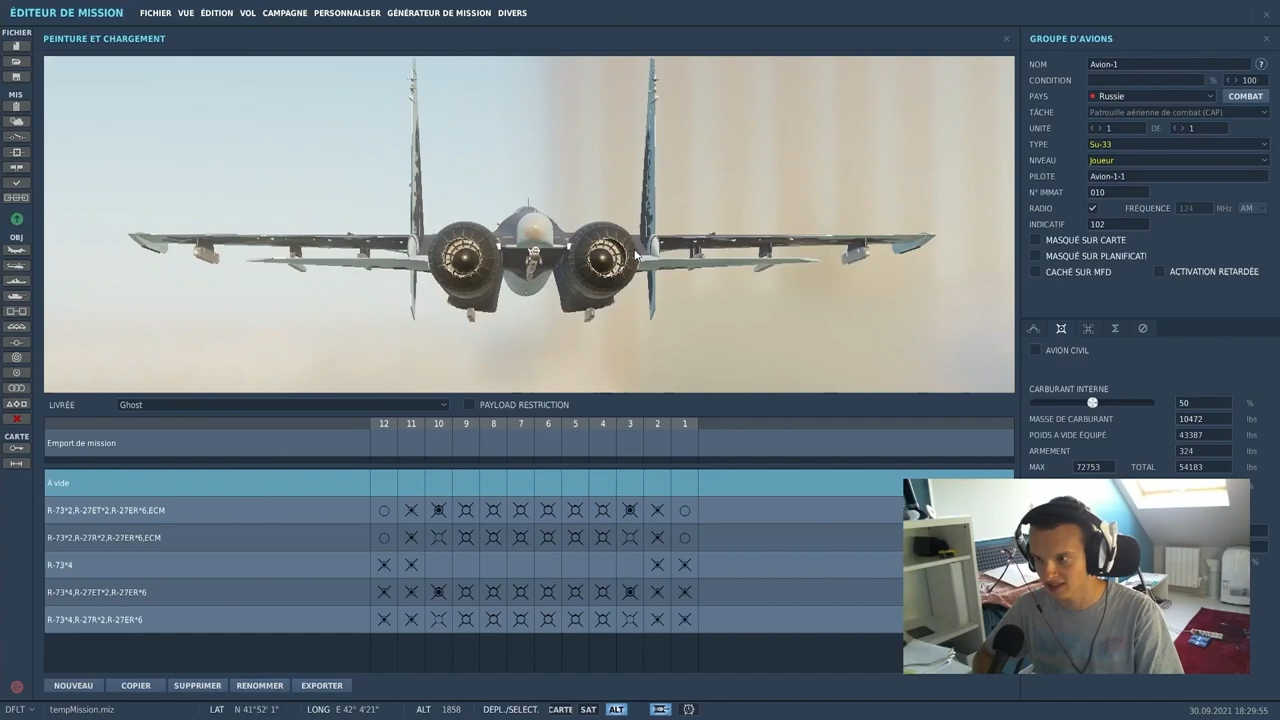 ÉDITEUR DE MISSION FICHIER VUE ÉDITION VOL CAMPAGNE PERSONNALISER GÉNÉRATEUR DE MISSION DIVERS
FICHIER
MIS
OBJ
CARTE
PEINTURE ET CHARGEMENT
LIVRÉE Ghost PAYLOAD RESTRICTION
12 11 10 9 8 7 6 5 4 3 2 1
Emport de mission
À vide
R-73*2,R-27ET*2,R-27ER*6,ECM
R-73*2,R-27R*2,R-27ER*6,ECM
R-73*4
R-73*4,R-27ET*2,R-27ER*6
R-73*4,R-27R*2,R-27ER*6
NOUVEAU COPIER SUPPRIMER RENOMMER EXPORTER
GROUPE D'AVIONS
NOM Avion-1 ?
CONDITION % < > 100
PAYS Russie COMBAT
TÂCHE Patrouille aérienne de combat (CAP)
UNITÉ < > 1 DE < > 1
TYPE Su-33
NIVEAU Joueur
PILOTE Avion-1-1
N° IMMAT 010
RADIO FRÉQUENCE 124 MHz AM
INDICATIF 102
MASQUÉ SUR CARTE
MASQUÉ SUR PLANIFICATI
CACHÉ SUR MFD ACTIVATION RETARDÉE
AVION CIVIL
CARBURANT INTERNE
50 %
MASSE DE CARBURANT 10472 lbs
POIDS A VIDE ÉQUIPÉ 43387 lbs
ARMEMENT 324 lbs
MAX 72753 TOTAL 54183 lbs
%
%
DFLT tempMission.miz LAT N 41°52' 1" LONG E 42° 4'21" ALT 1858 DEPL./SELECT. CARTE SAT ALT 30.09.2021 18:29:55